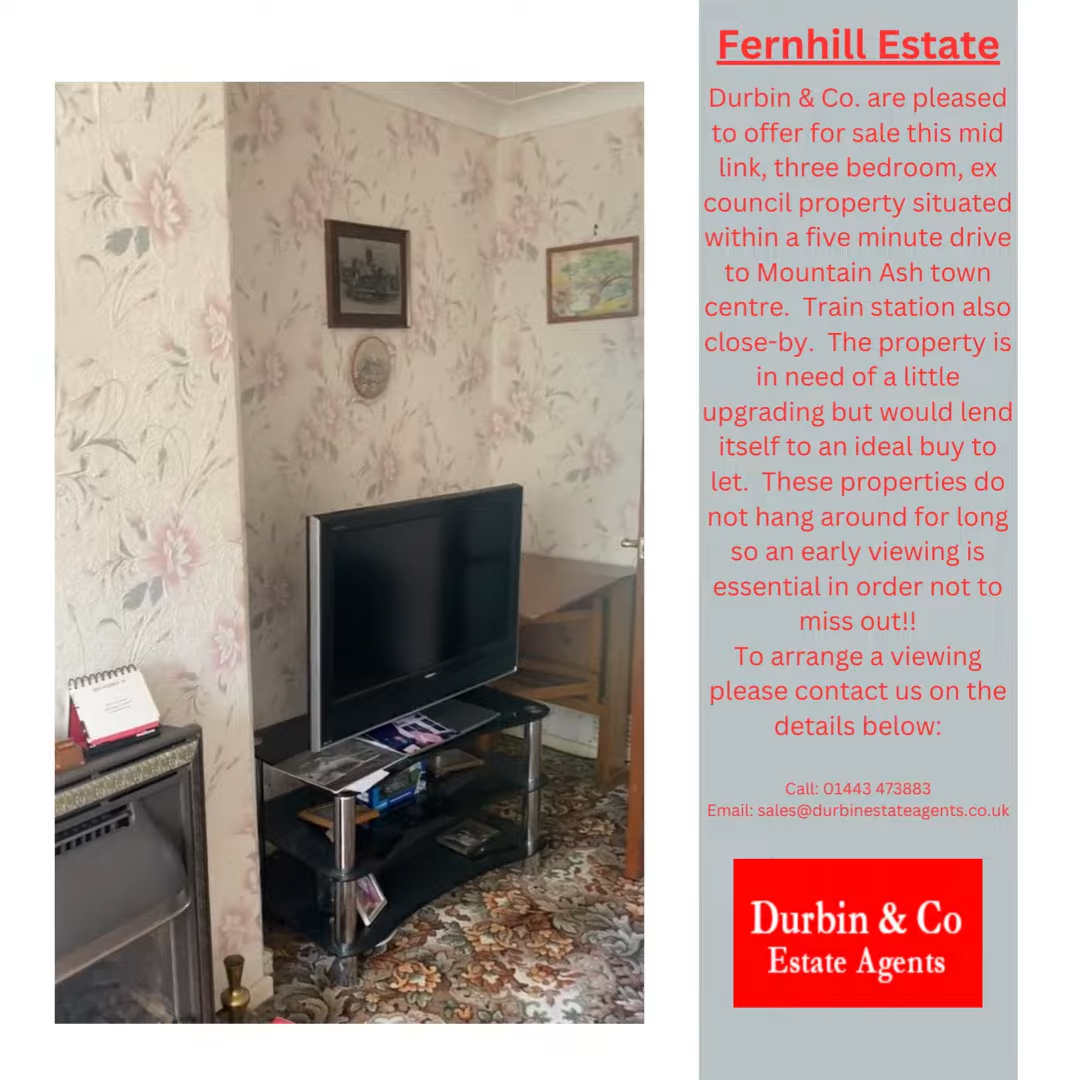 Fernhill Estate
Durbin & Co. are pleased
to offer for sale this mid
link, three bedroom, ex
council property situated
within a five minute drive
to Mountain Ash town
centre.  Train station also
close-by.  The property is
in need of a little
upgrading but would lend
itself to an ideal buy to
let.  These properties do
not hang around for long
so an early viewing is
essential in order not to
miss out!!
To arrange a viewing
please contact us on the
details below:
Call: 01443 473883
Email: sales@durbinestateagents.co.uk
Durbin & Co
Estate Agents